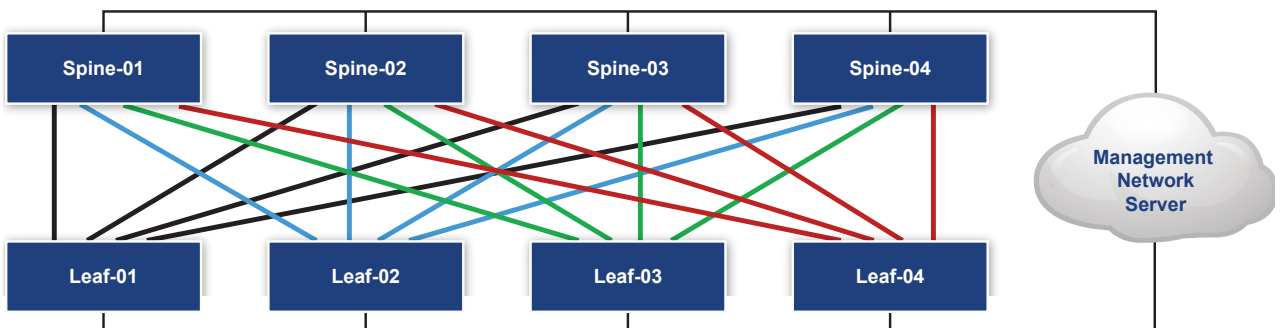 Spine-01
Spine-02
Spine-03
Spine-04
Management
Network
Server
Leaf-01
Leaf-02
Leaf-03
Leaf-04